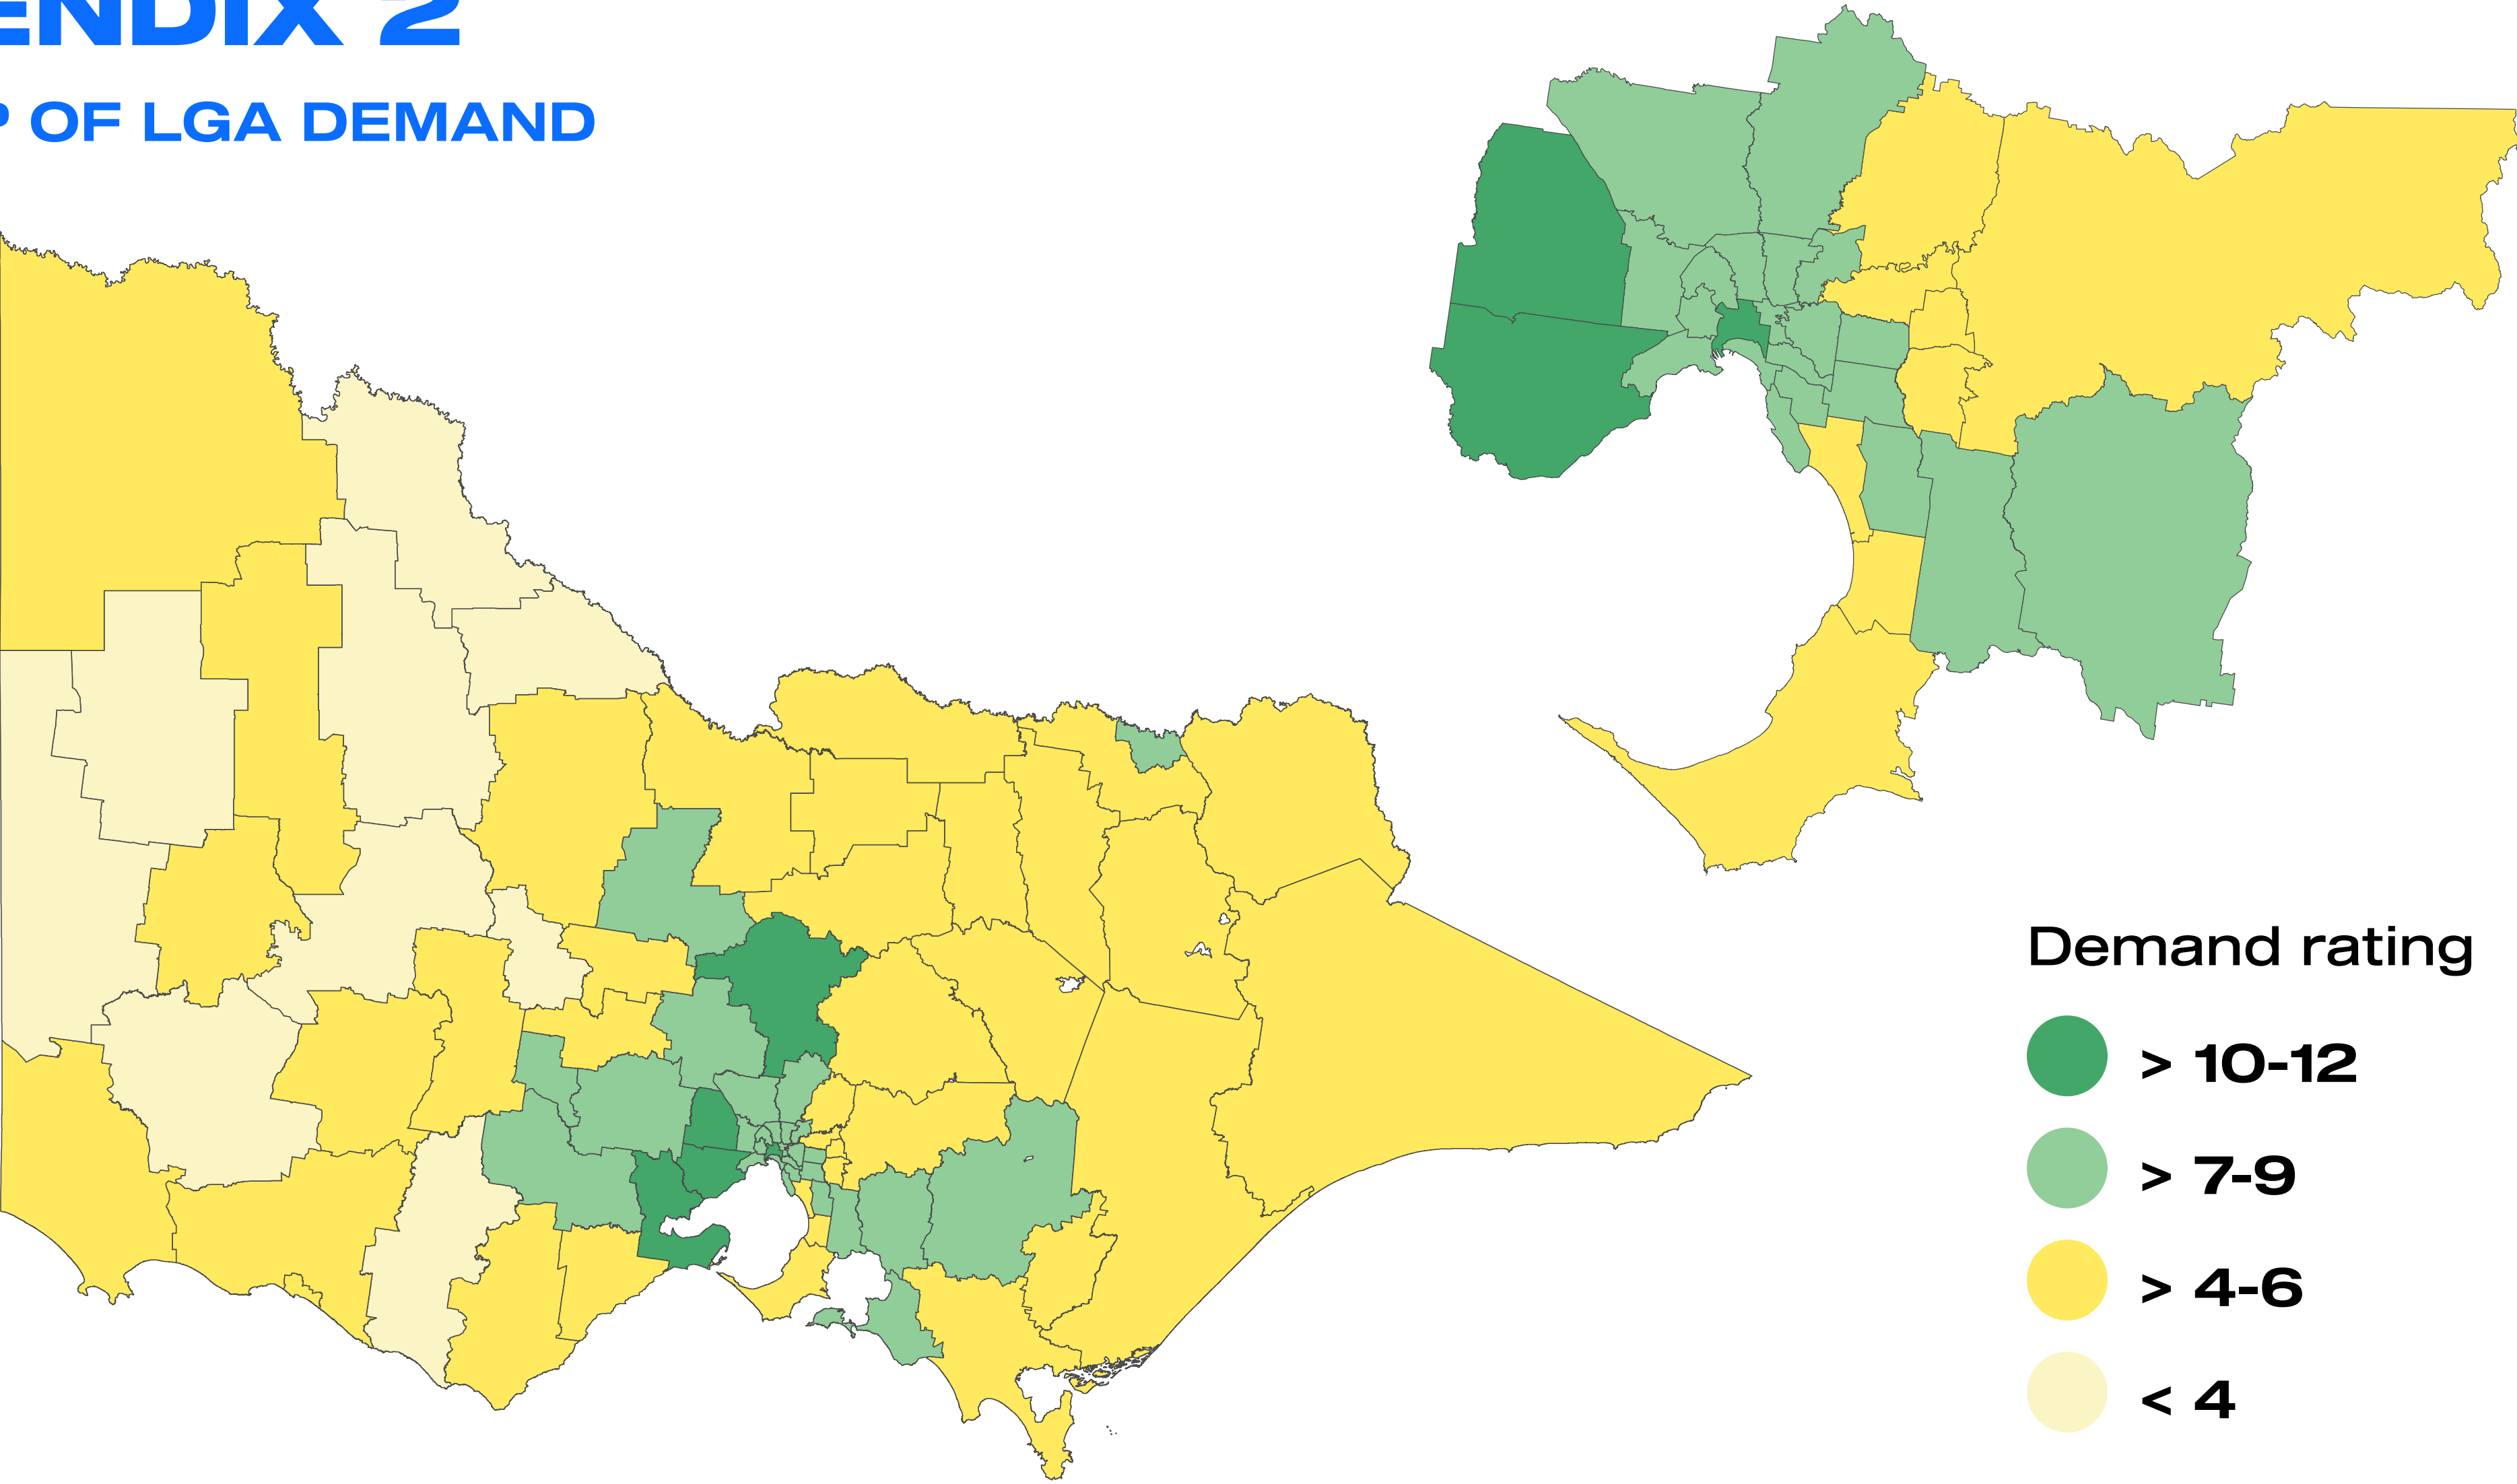 ENDIX 2
P OF LGA DEMAND
Demand rating
> 10-12
> 7-9
> 4-6
< 4